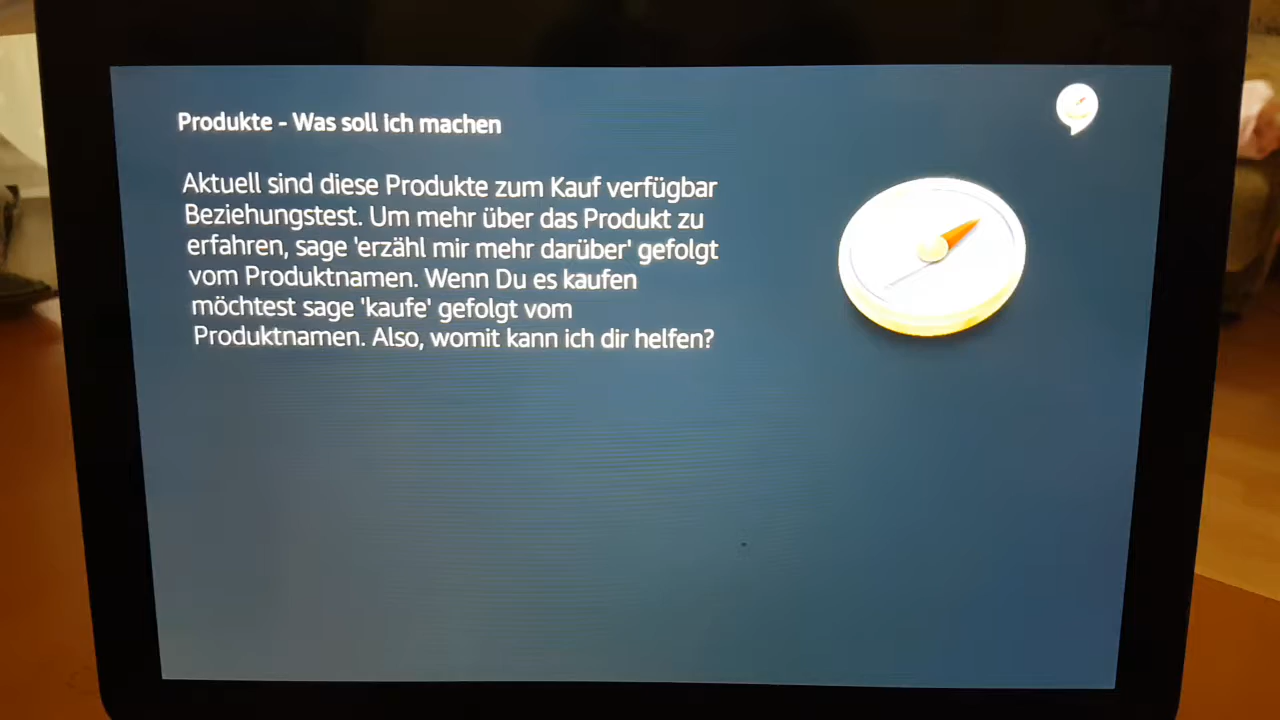 Produkte - Was soll ich machen
Aktuell sind diese Produkte zum Kauf verfügbar
Beziehungstest. Um mehr über das Produkt zu
erfahren, sage 'erzähl mir mehr darüber' gefolgt
vom Produktnamen. Wenn Du es kaufen
möchtest sage 'kaufe' gefolgt vom
Produktnamen. Also, womit kann ich dir helfen?